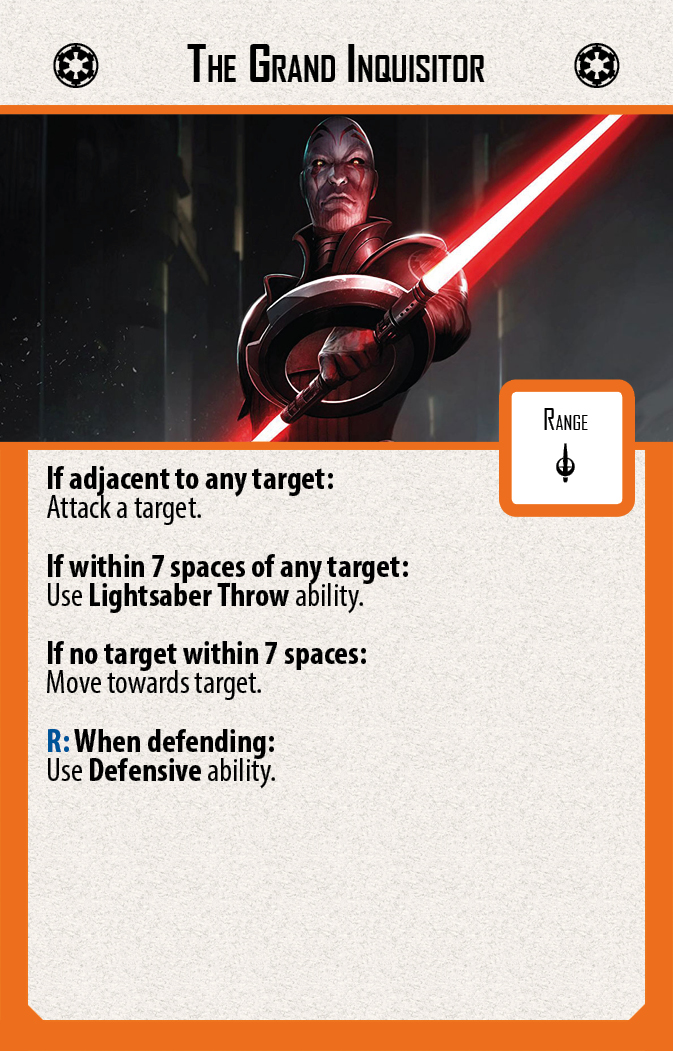 The Grand Inquisitor
Range
If adjacent to any target:
Attack a target.
If within 7 spaces of any target:
Use Lightsaber Throw ability.
If no target within 7 spaces:
Move towards target.
R: When defending:
Use Defensive ability.